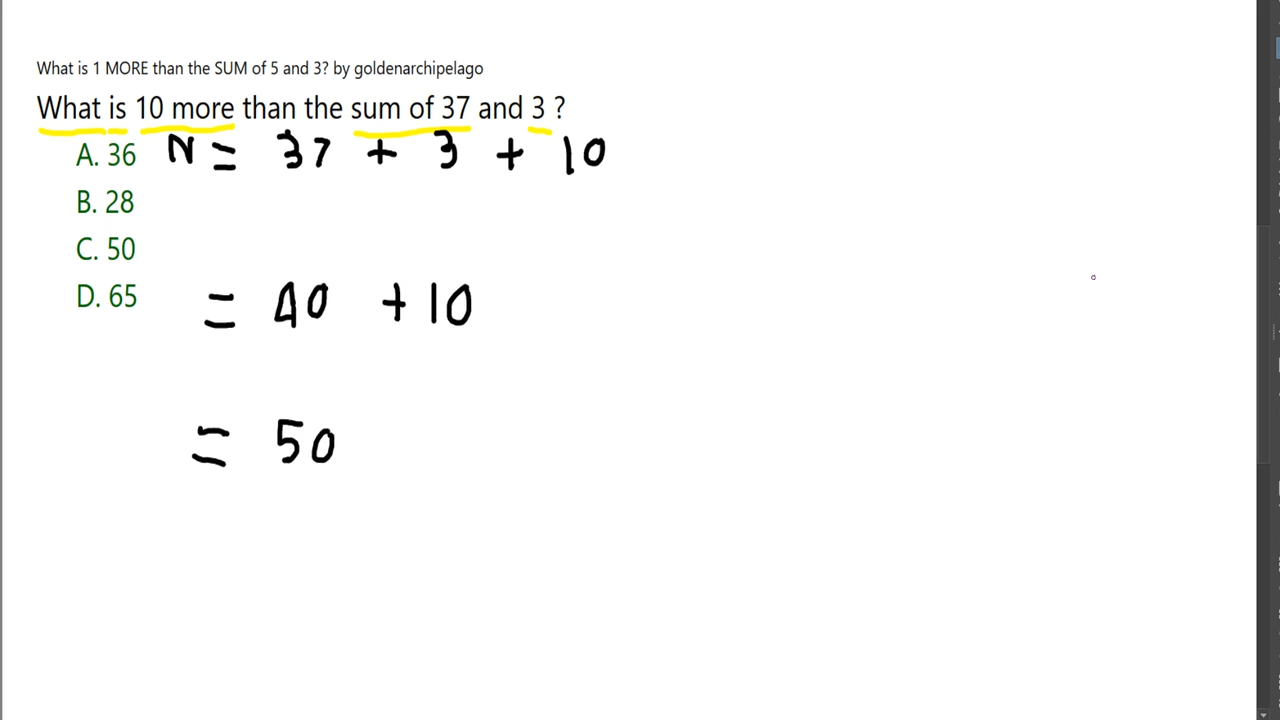 What is 1 MORE than the SUM of 5 and 3? by goldenarchipelago
What is 10 more than the sum of 37 and 3 ?
A. 36
N = 37 + 3 + 10
B. 28
C. 50
D. 65
= 40 + 10
= 50